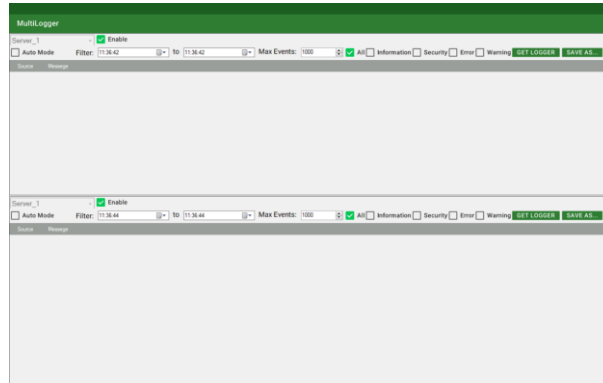 MultiLogger
Server_1 Enable
Auto Mode Filter: 11:36:42 to 11:36:42 Max Events: 1000 All Information Security Error Warning GET LOGGER SAVE AS...
Source Message
Server_1 Enable
Auto Mode Filter: 11:36:44 to 11:36:44 Max Events: 1000 All Information Security Error Warning GET LOGGER SAVE AS...
Source Message